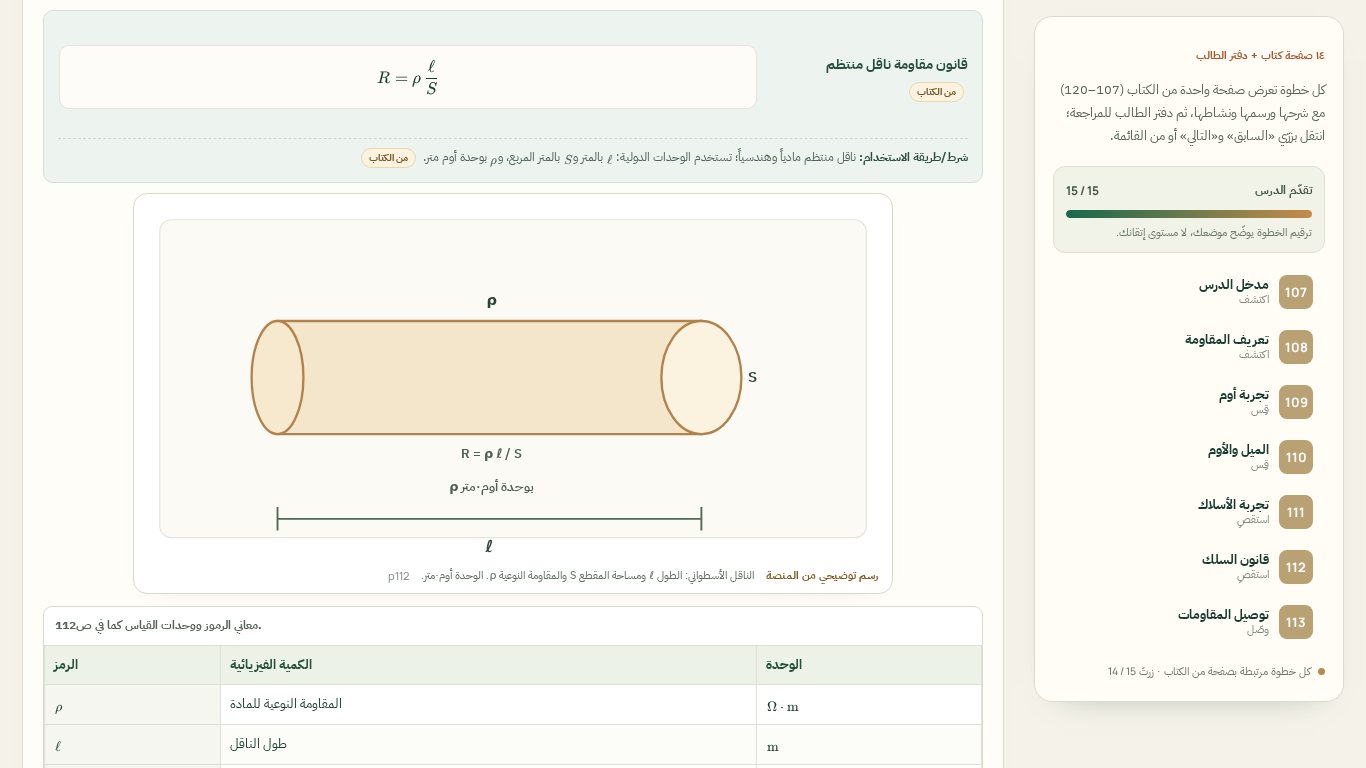 ١٤ صفحة كتاب + دفتر الطالب
كل خطوة تعرض صفحة واحدة من الكتاب (107–120)
مع شرحها ورسمها ونشاطها، ثم دفتر الطالب للمراجعة؛
انتقل بزرّي «السابق» و«التالي» أو من القائمة.
تقدّم الدرس 15 / 15
ترقيم الخطوة يوضّح موضعك، لا مستوى إتقانك.
107 مدخل الدرس
اكتشف
108 تعريف المقاومة
اكتشف
109 تجربة أوم
قِس
110 الميل والأوم
قِس
111 تجربة الأسلاك
استقصِ
112 قانون السلك
استقصِ
113 توصيل المقاومات
وصّل
كل خطوة مرتبطة بصفحة من الكتاب · زرتَ 15 / 14
قانون مقاومة ناقل منتظم
من الكتاب
R = ρ ℓ/S
شرط/طريقة الاستخدام: ناقل منتظم مادياً وهندسياً؛ تستخدم الوحدات الدولية: ℓ بالمتر وS بالمتر المربع، وρ بوحدة أوم متر. من الكتاب
ρ
S
R = ρ ℓ / S
ρ بوحدة أوم·متر
ℓ
رسم توضيحي من المنصة الناقل الأسطواني: الطول ℓ ومساحة المقطع S والمقاومة النوعية ρ. الوحدة أوم·متر. p112
معاني الرموز ووحدات القياس كما في ص112.
الرمز الكمية الفيزيائية الوحدة
ρ المقاومة النوعية للمادة Ω · m
ℓ طول الناقل m